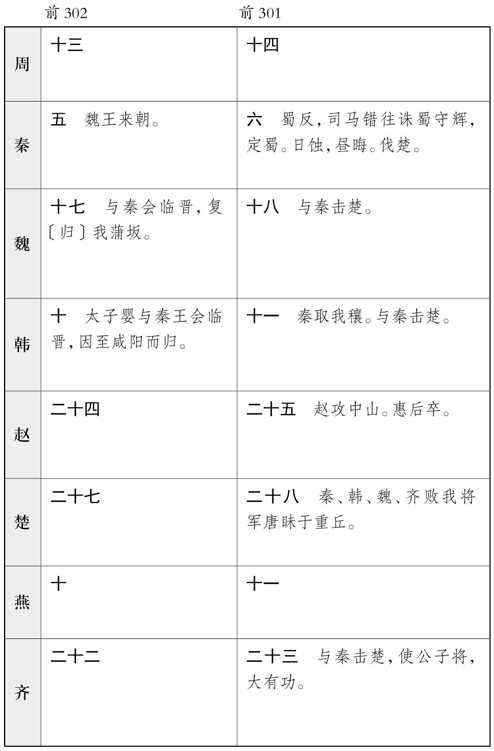 前 302 前 301
周 十三 十四
秦 五 魏王来朝。 六 蜀反,司马错往诛蜀守辉,
定蜀。日蚀,昼晦。伐楚。
魏 十七 与秦会临晋,复 十八 与秦击楚。
〔归〕我蒲坂。
韩 十 太子婴与秦王会临 十一 秦取我穰。与秦击楚。
晋,因至咸阳而归。
赵 二十四 二十五 赵攻中山。惠后卒。
楚 二十七 二十八 秦、韩、魏、齐败我将
军唐眛于重丘。
燕 十 十一
齐 二十二 二十三 与秦击楚,使公子将,
大有功。